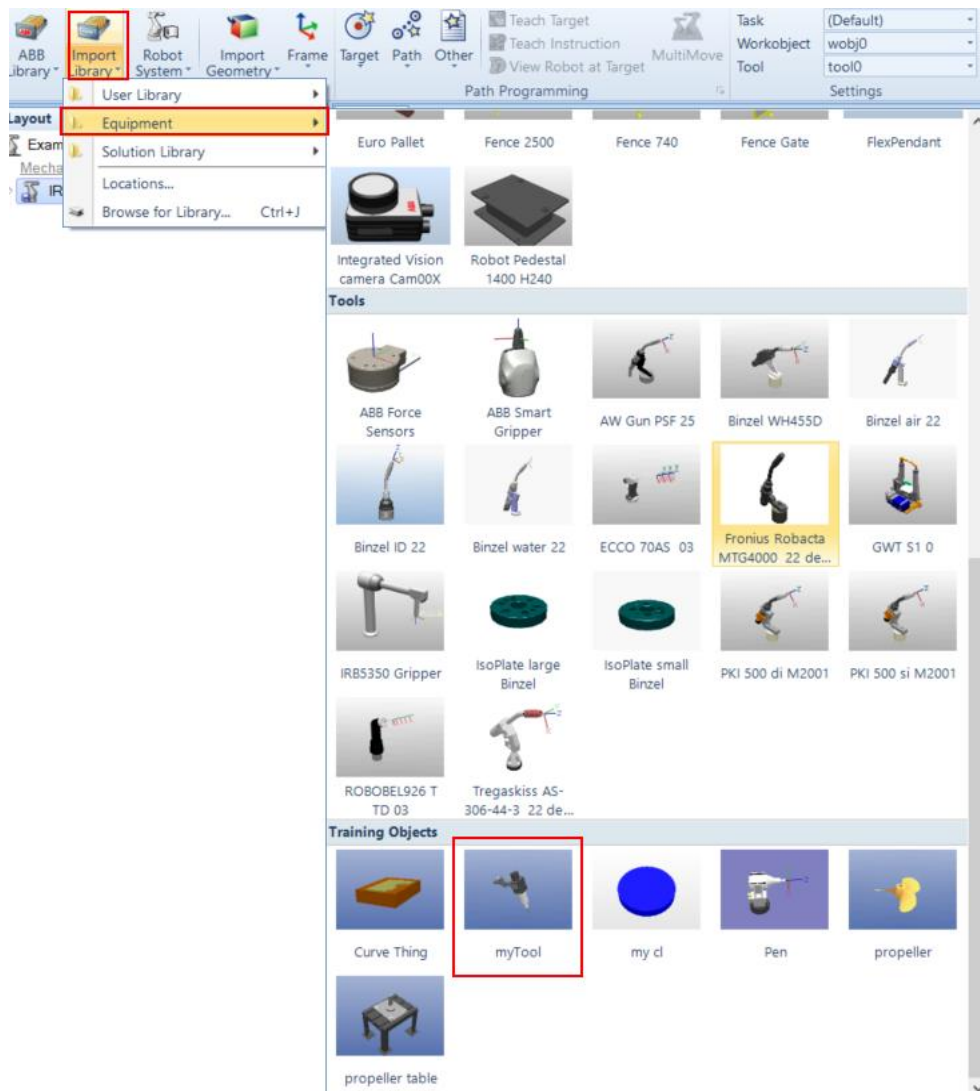 ABB
Library
Import
Library
Robot
System
Import
Geometry
Frame
Target
Path
Other
Teach Target
Teach Instruction
View Robot at Target
MultiMove
Path Programming
Task (Default)
Workobject wobj0
Tool tool0
Settings
User Library
Equipment
Solution Library
Locations...
Browse for Library... Ctrl+J
Layout
Exam
Mecha
IR
Euro Pallet
Fence 2500
Fence 740
Fence Gate
FlexPendant
Integrated Vision
camera Cam00X
Robot Pedestal
1400 H240
Tools
ABB Force
Sensors
ABB Smart
Gripper
AW Gun PSF 25
Binzel WH455D
Binzel air 22
Binzel ID 22
Binzel water 22
ECCO 70AS 03
Fronius Robacta
MTG4000 22 de...
GWT S1 0
IRB5350 Gripper
IsoPlate large
Binzel
IsoPlate small
Binzel
PKI 500 di M2001
PKI 500 si M2001
ROBOBEL926 T
TD 03
Tregaskiss AS-
306-44-3 22 de...
Training Objects
Curve Thing
myTool
my cl
Pen
propeller
propeller table